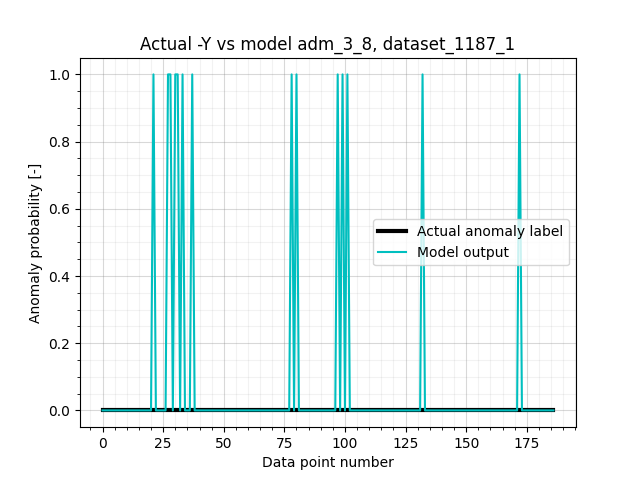 Actual -Y vs model adm_3_8, dataset_1187_1
1.0
0.8
0.6
0.4
0.2
0.0
Anomaly probability [-]
Actual anomaly label
Model output
0 25 50 75 100 125 150 175
Data point number